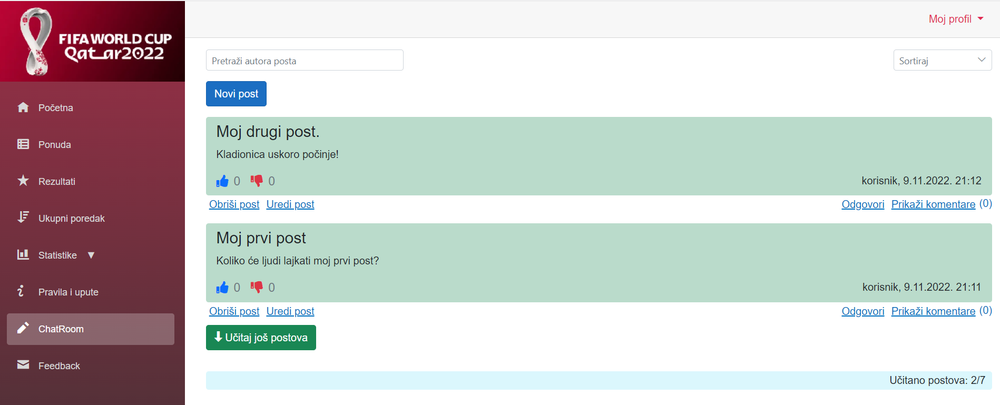 FIFA WORLD CUP
Qatar2022
Početna
Ponuda
Rezultati
Ukupni poredak
Statistike ▼
Pravila i upute
ChatRoom
Feedback
Moj profil
Pretraži autora posta
Sortiraj
Novi post
Moj drugi post.
Kladionica uskoro počinje!
0 0
korisnik, 9.11.2022. 21:12
Obriši post Uredi post
Odgovori Prikaži komentare (0)
Moj prvi post
Koliko će ljudi lajkati moj prvi post?
0 0
korisnik, 9.11.2022. 21:11
Obriši post Uredi post
Odgovori Prikaži komentare (0)
Učitaj još postova
Učitano postova: 2/7